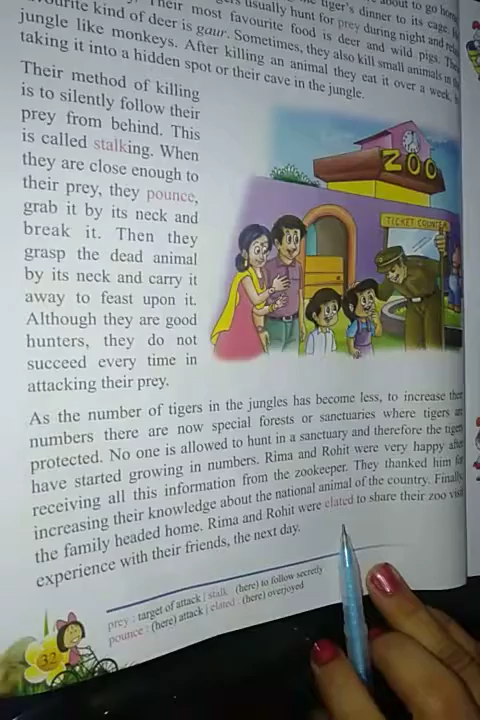 about to go home
tiger's dinner to its cage.
usually hunt for prey during night and
Their most favourite food is deer and wild pigs.
favourite kind of deer is gaur. Sometimes, they also kill small animals in the
jungle like monkeys. After killing an animal they eat it over a week,
taking it into a hidden spot or their cave in the jungle.
Their method of killing
is to silently follow their
prey from behind. This
is called stalking. When
they are close enough to
their prey, they pounce,
grab it by its neck and
break it. Then they
grasp the dead animal
by its neck and carry it
away to feast upon it.
Although they are good
hunters, they do not
succeed every time in
attacking their prey.
ZOO
TICKET COUNTER
As the number of tigers in the jungles has become less, to increase their
numbers there are now special forests or sanctuaries where tigers are
protected. No one is allowed to hunt in a sanctuary and therefore the tigers
have started growing in numbers. Rima and Rohit were very happy after
receiving all this information from the zookeeper. They thanked him for
increasing their knowledge about the national animal of the country. Finally
the family headed home. Rima and Rohit were elated to share their zoo visit
experience with their friends, the next day.
prey : target of attack | stalk (here) to follow secretly
pounce : (here) attack | elated : (here) overjoyed
32